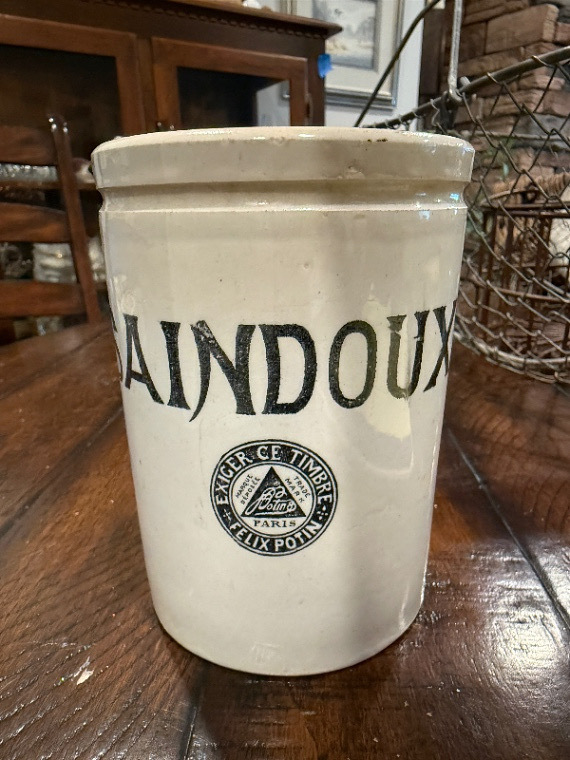 SAINDOUX
EXIGER CE TIMBRE
MARQUE DÉPOSÉE
TRADE MARK
Potin
PARIS
FELIX POTIN